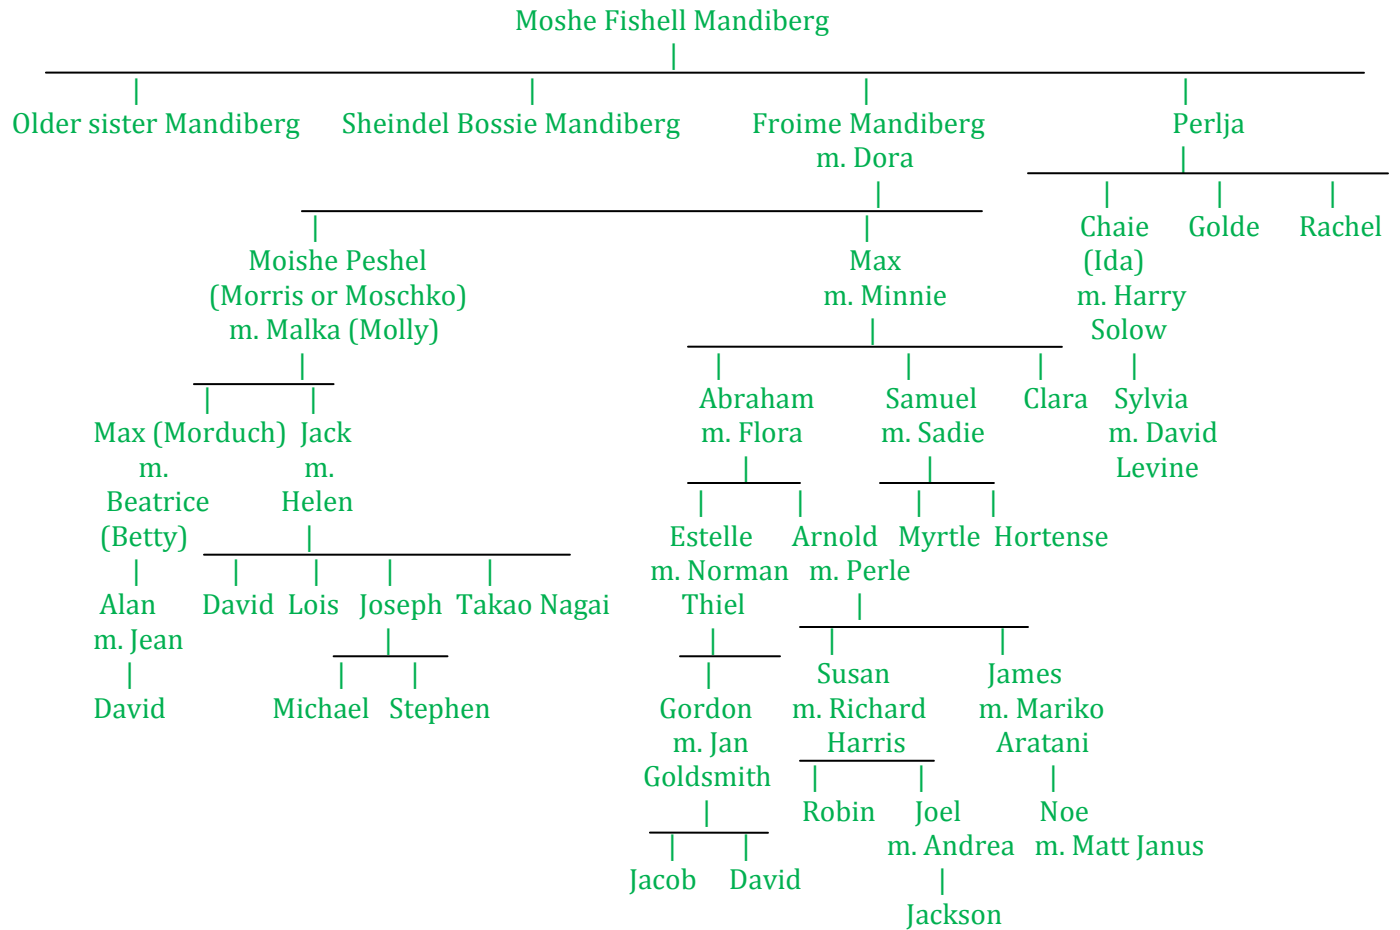 Moshe Fishell Mandiberg
Older sister Mandiberg Sheindel Bossie Mandiberg Froime Mandiberg Perlja
m. Dora
Chaie Golde Rachel
Moishe Peshel Max (Ida)
(Morris or Moschko) m. Minnie m. Harry
m. Malka (Molly) Solow
Abraham Samuel Clara Sylvia
Max (Morduch) Jack m. Flora m. Sadie m. David
m. m. Levine
Beatrice Helen
(Betty) Estelle Arnold Myrtle Hortense
m. Norman m. Perle
Alan David Lois Joseph Takao Nagai Thiel
m. Jean
Susan James
David Michael Stephen Gordon m. Richard m. Mariko
m. Jan Harris Aratani
Goldsmith
Robin Joel Noe
m. Andrea m. Matt Janus
Jacob David
Jackson